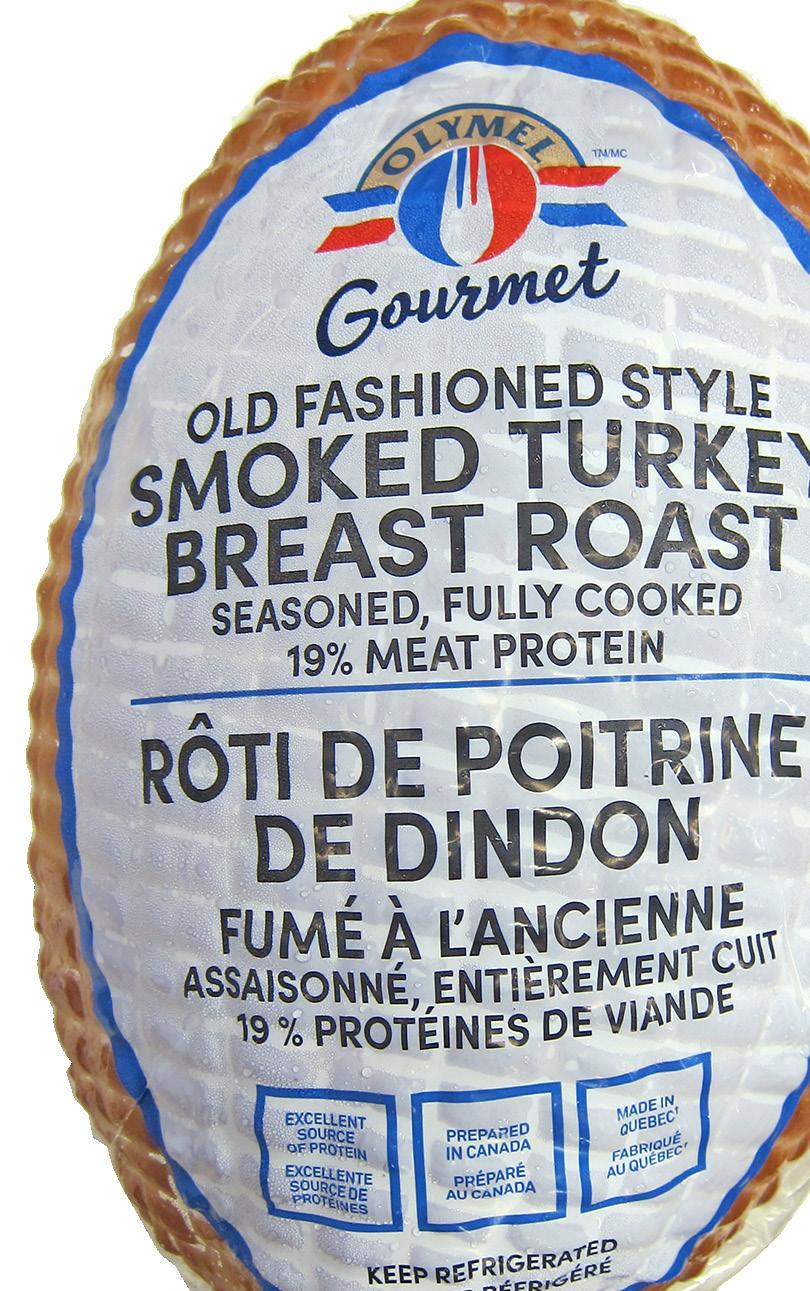 OLYMEL
TM/MC
Gourmet
OLD FASHIONED STYLE
SMOKED TURKEY
BREAST ROAST
SEASONED, FULLY COOKED
19% MEAT PROTEIN
RÔTI DE POITRINE
DE DINDON
FUMÉ À L'ANCIENNE
ASSAISONNÉ, ENTIÈREMENT CUIT
19 % PROTÉINES DE VIANDE
EXCELLENT
SOURCE
OF PROTEIN
EXCELLENTE
SOURCE DE
PROTÉINES
PREPARED
IN CANADA
PRÉPARÉ
AU CANADA
MADE IN
QUEBEC†
FABRIQUÉ
AU QUÉBEC†
KEEP REFRIGERATED
RÉFRIGÉRÉ